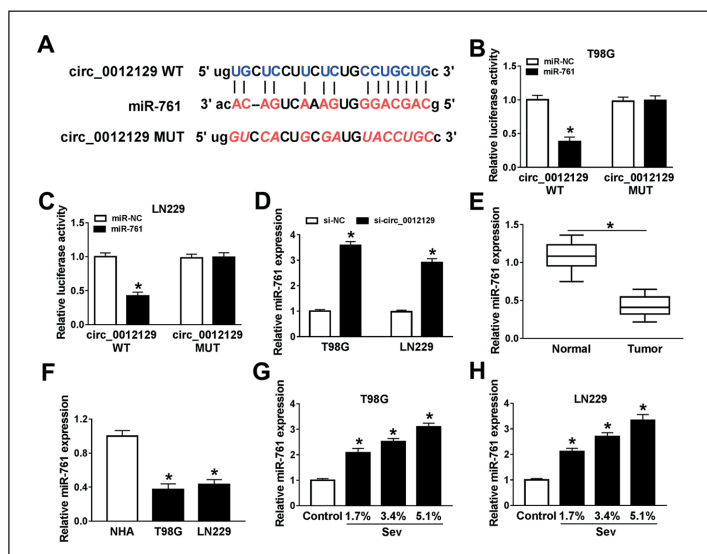 A
circ_0012129 WT 5' ugUGCUCCUUCUCUGCCUGCUGc 3'
miR-761 3' acAC--AGUCAAAGUGGGACGACg 5'
circ_0012129 MUT 5' ugGUCCACUGCGAUGUACCUGCc 3'
B
T98G
Relative luciferase activity
miR-NC
miR-761
1.5
1.0
0.5
0.0
*
circ_0012129 circ_0012129
WT MUT
C
LN229
Relative luciferase activity
miR-NC
miR-761
1.5
1.0
0.5
0.0
*
circ_0012129 circ_0012129
WT MUT
D
si-NC si-circ_0012129
Relative miR-761 expression
4
3
2
1
0
* *
T98G LN229
E
Relative miR-761 expression
1.5
1.0
0.5
0.0
*
Normal Tumor
F
Relative miR-761 expression
1.2
0.8
0.4
0.0
* *
NHA T98G LN229
G
T98G
Relative miR-761 expression
4
3
2
1
0
* * *
Control 1.7% 3.4% 5.1%
Sev
H
LN229
Relative miR-761 expression
4
3
2
1
0
* * *
Control 1.7% 3.4% 5.1%
Sev